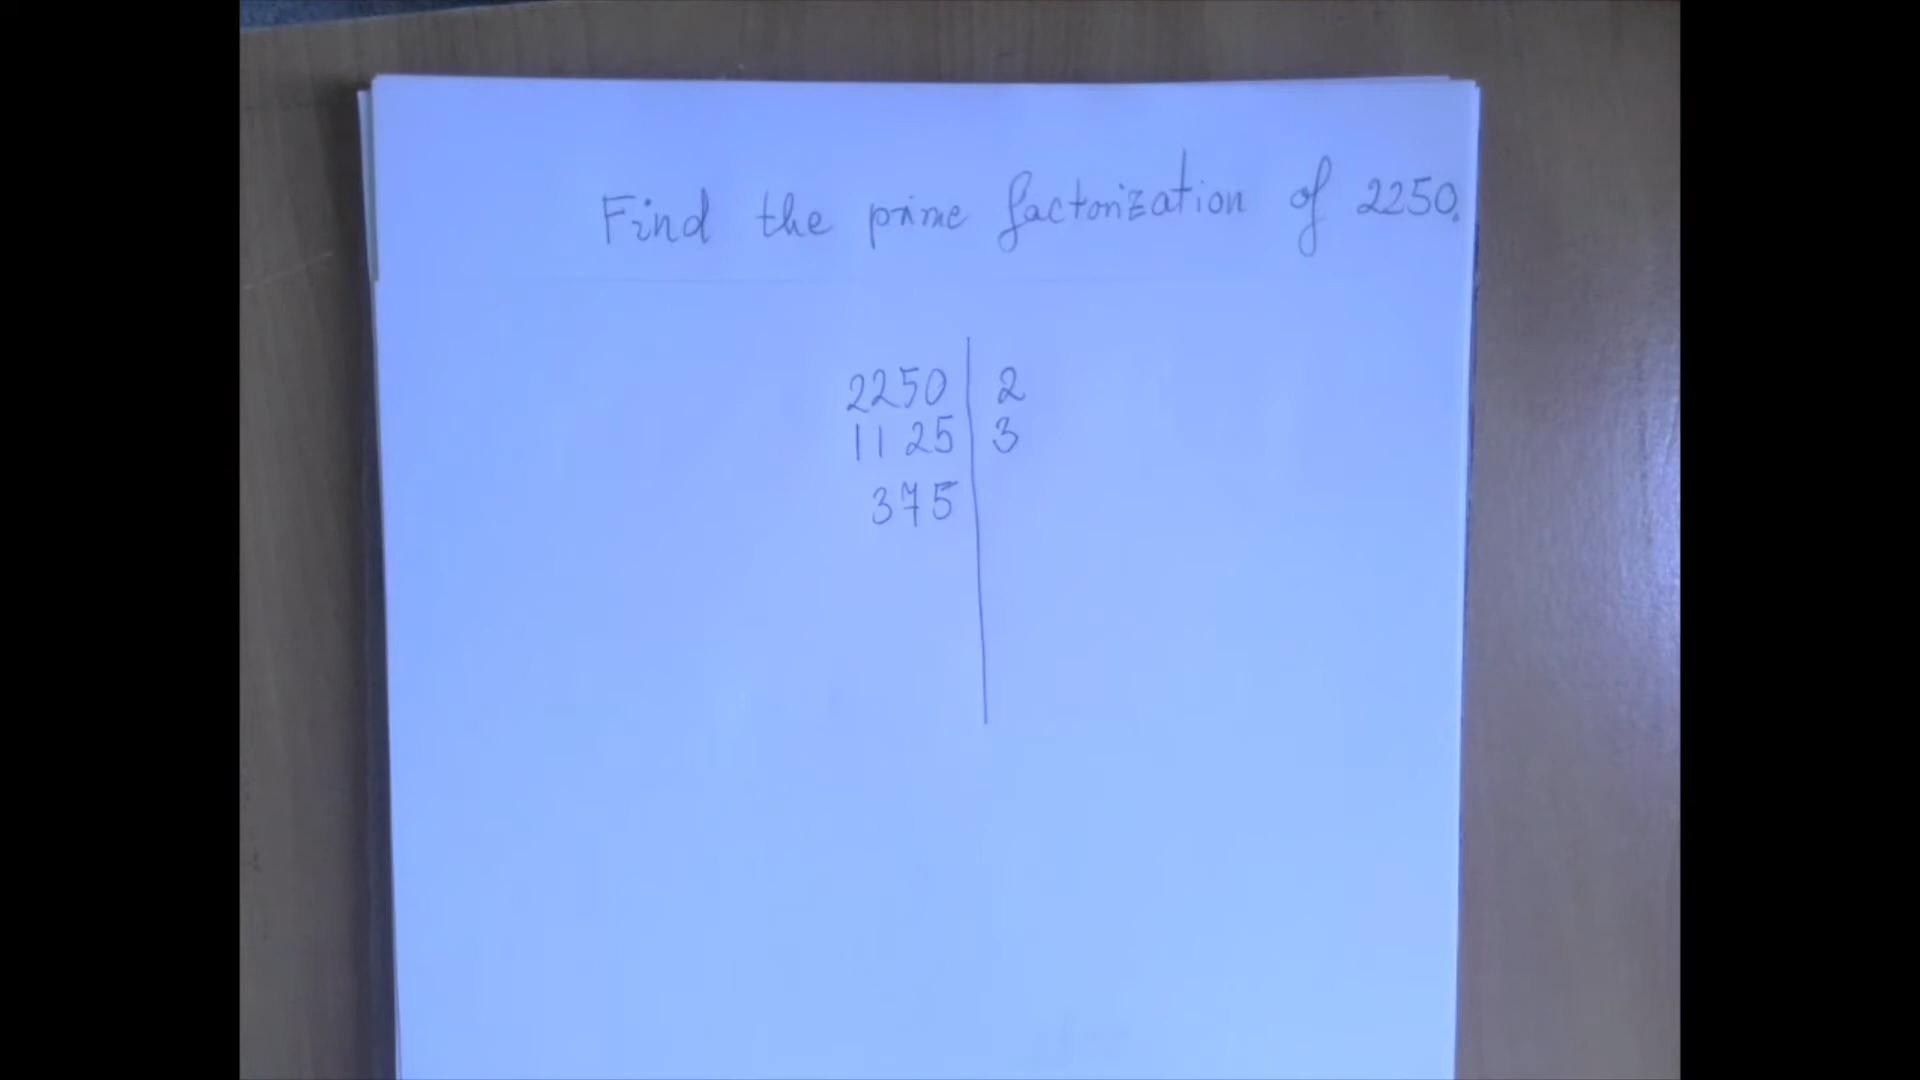 Find the prime factorization of 2250.
2250 | 2
1125 | 3
375 |